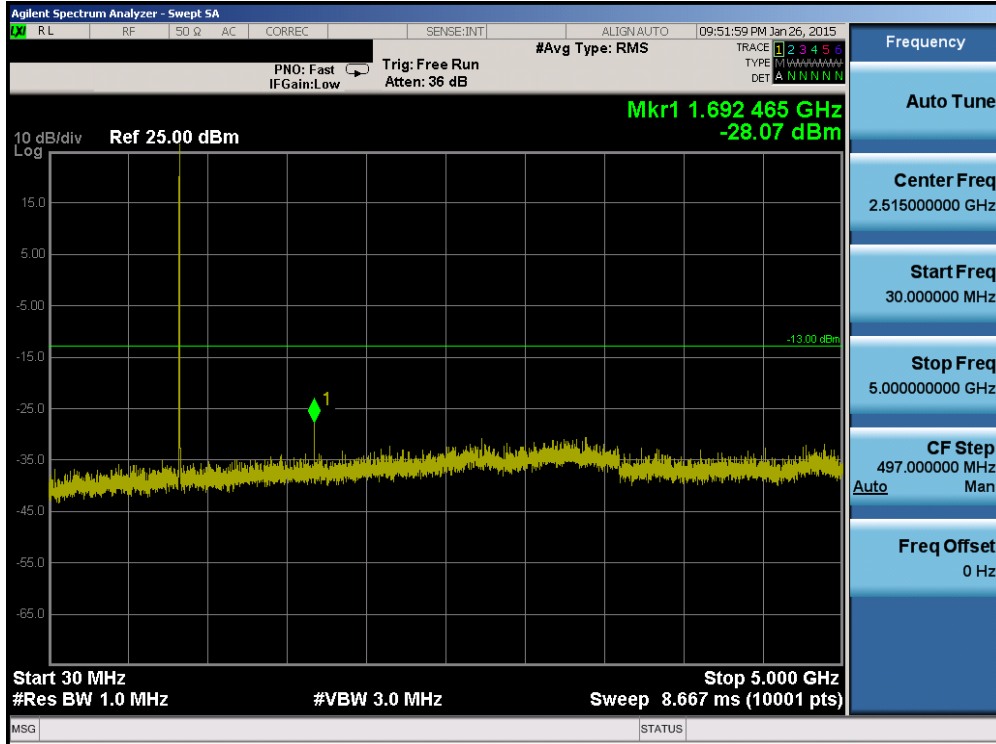 Agilent Spectrum Analyzer - Swept SA
LXI RL RF 50 Ω AC CORREC SENSE:INT ALIGN AUTO 09:51:59 PM Jan 26, 2015
PNO: Fast
IFGain:Low
Trig: Free Run
Atten: 36 dB
#Avg Type: RMS
TRACE 1 2 3 4 5 6
TYPE M WWWWW
DET A N N N N N
Mkr1 1.692 465 GHz
-28.07 dBm
10 dB/div
Log
Ref 25.00 dBm
15.0
5.00
-5.00
-13.00 dBm
-15.0
1
-25.0
-35.0
-45.0
-55.0
-65.0
Start 30 MHz
Stop 5.000 GHz
#Res BW 1.0 MHz
#VBW 3.0 MHz
Sweep 8.667 ms (10001 pts)
MSG
STATUS
Frequency
Auto Tune
Center Freq
2.515000000 GHz
Start Freq
30.000000 MHz
Stop Freq
5.000000000 GHz
CF Step
497.000000 MHz
Auto Man
Freq Offset
0 Hz